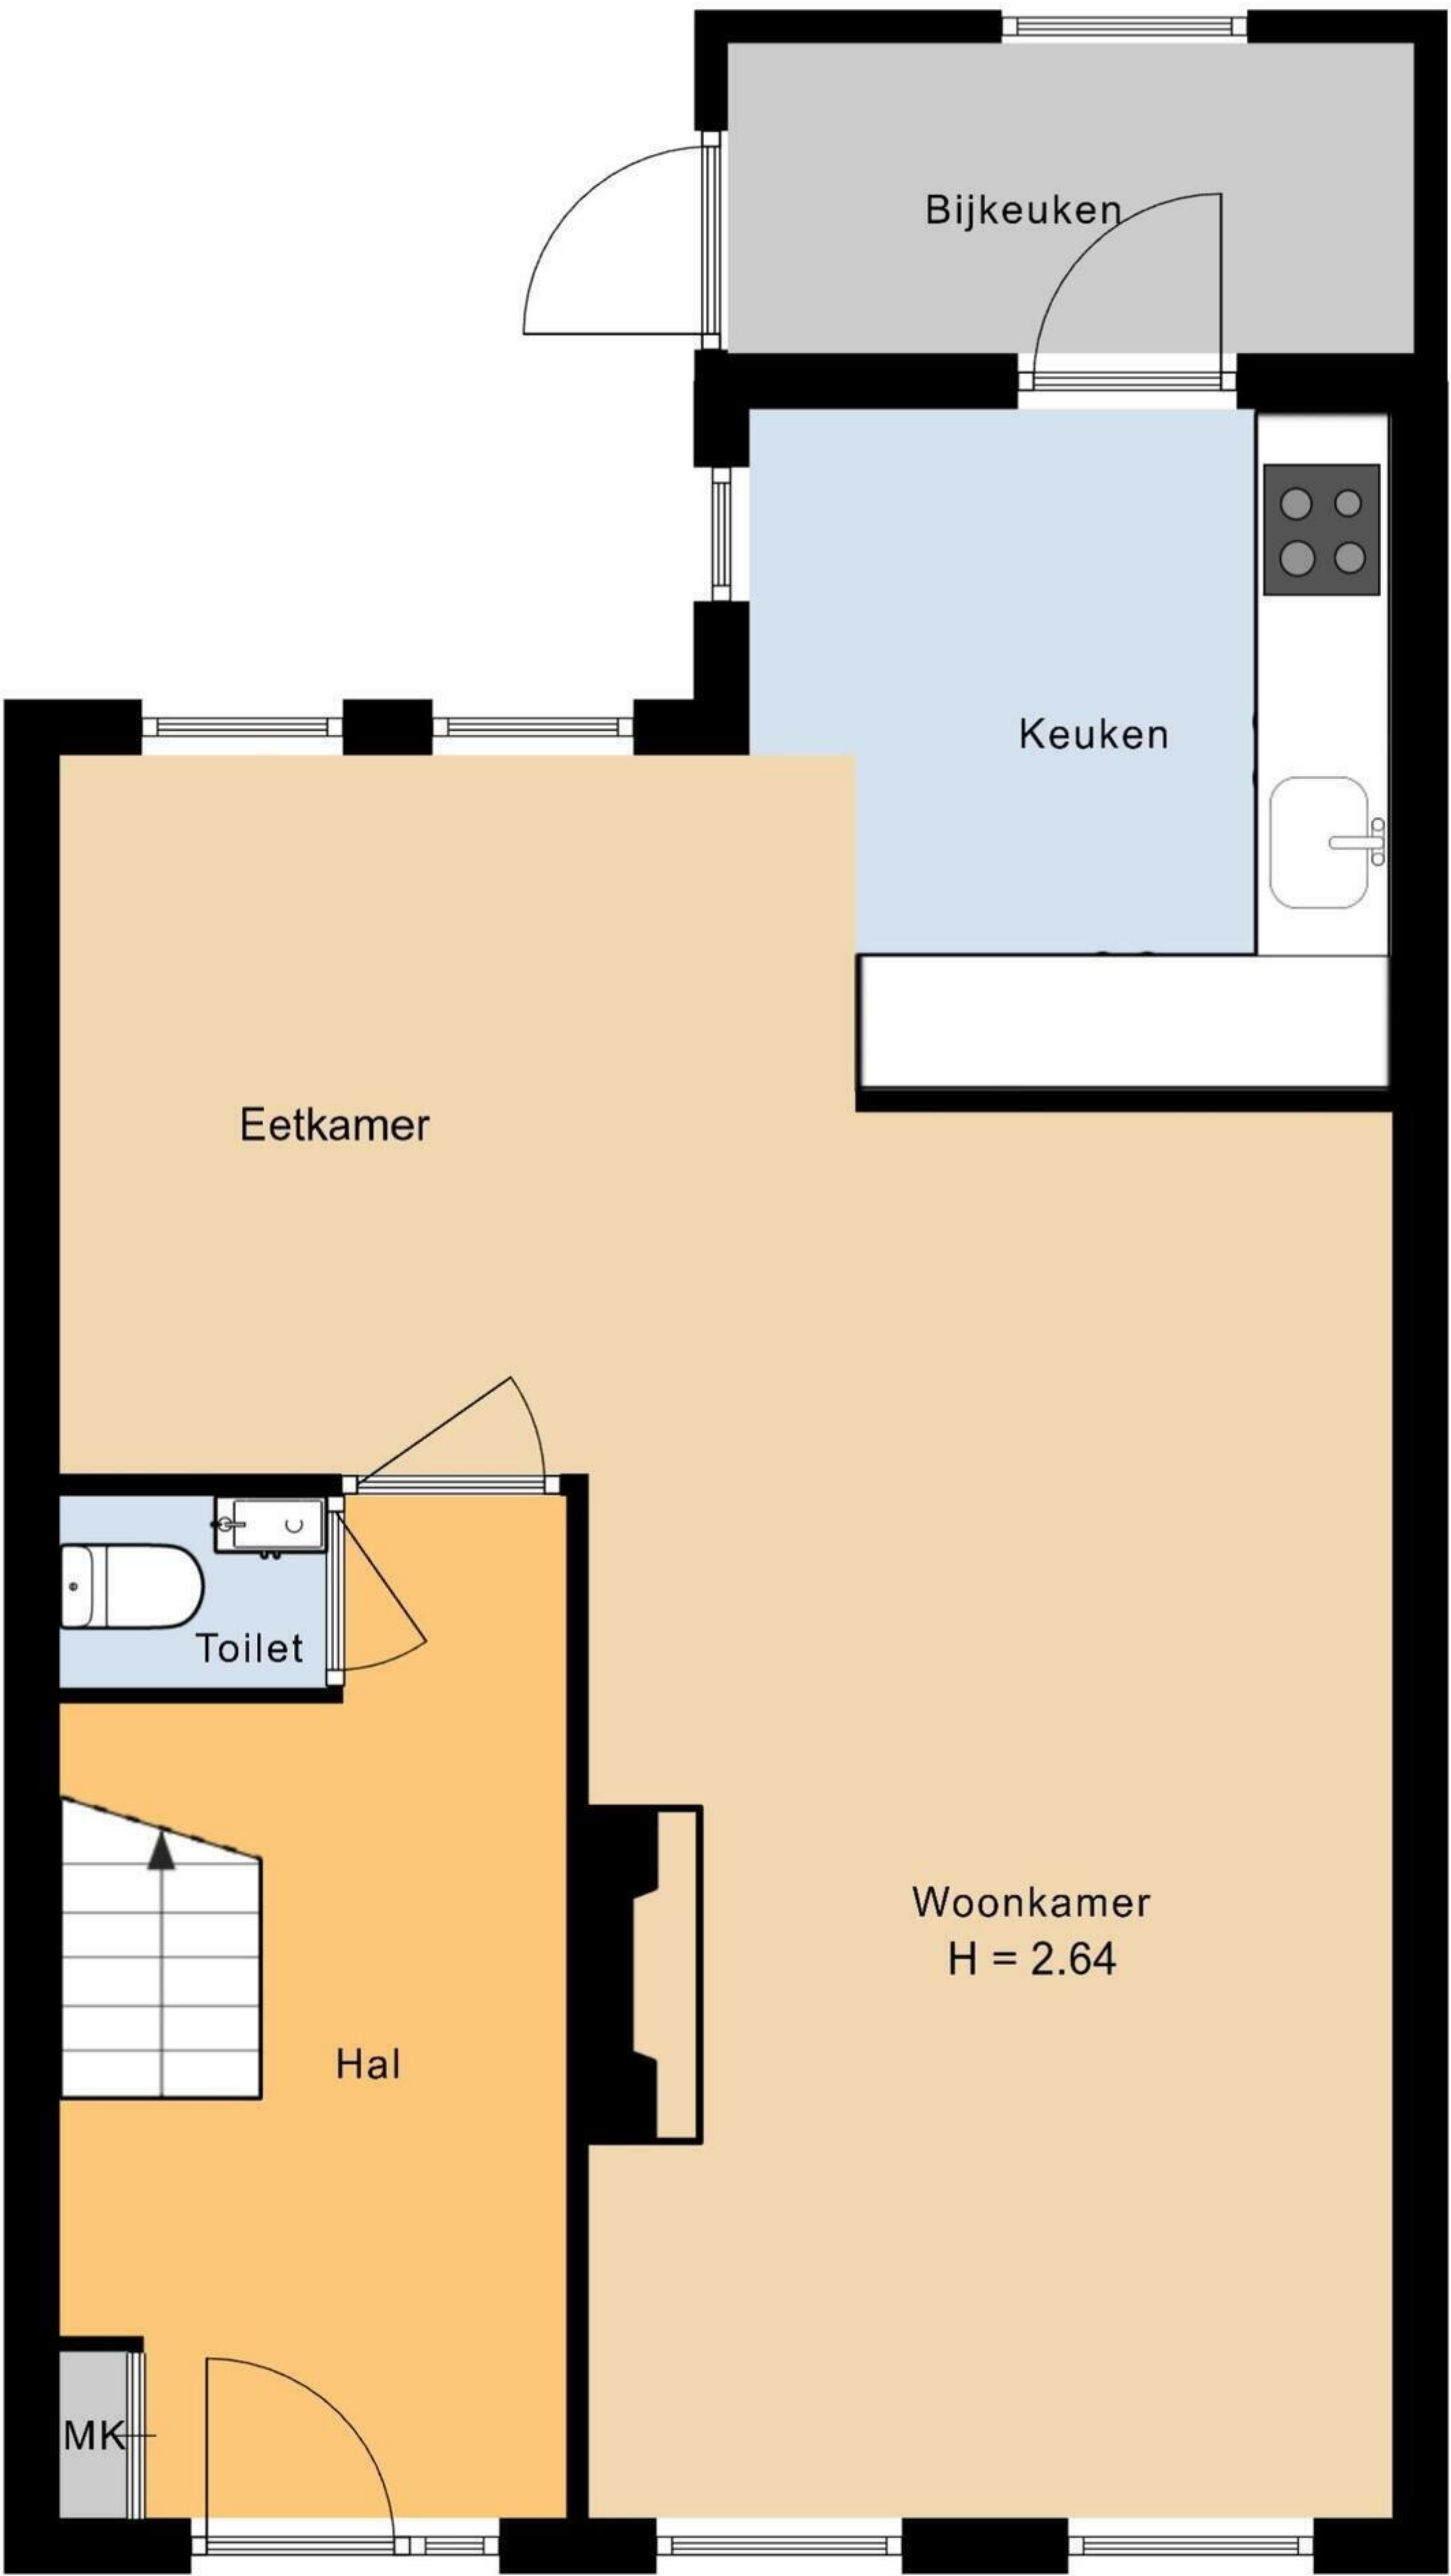 Bijkeuken
Keuken
Eetkamer
Toilet
Woonkamer
H = 2.64
Hal
MK